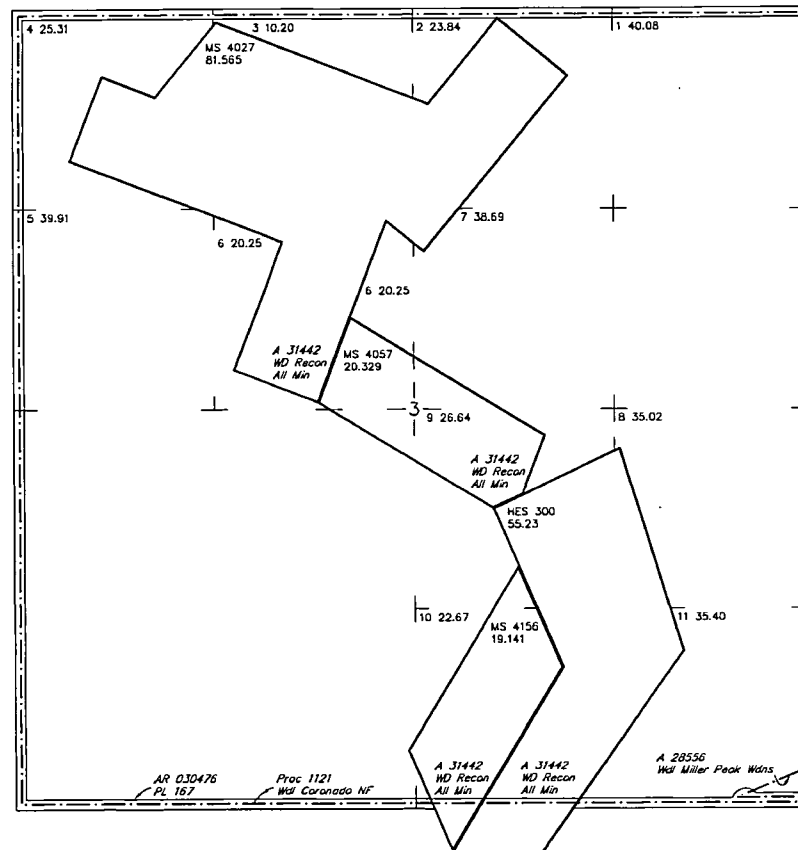 4 25.31
3 10.20
2 23.84
1 40.08
MS 4027
81.565
5 39.91
7 38.69
6 20.25
6 20.25
A 31442
WD Recon
All Min
MS 4057
20.329
3
9 26.64
8 35.02
A 31442
WD Recon
All Min
HES 300
55.23
10 22.67
MS 4156
19.141
11 35.40
A 31442
WD Recon
All Min
A 31442
WD Recon
All Min
A 28556
Wdl Miller Peak Wdns
AR 030476
PL 167
Proc 1121
Wdl Coronado NF